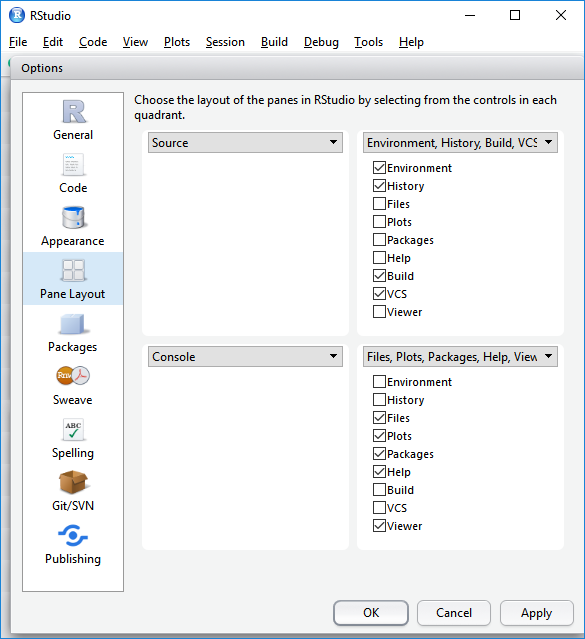 RStudio
File Edit Code View Plots Session Build Debug Tools Help
Options
General
Code
Appearance
Pane Layout
Packages
Sweave
Spelling
Git/SVN
Publishing
Choose the layout of the panes in RStudio by selecting from the controls in each
quadrant.
Source
Environment, History, Build, VCS
Environment
History
Files
Plots
Packages
Help
Build
VCS
Viewer
Console
Files, Plots, Packages, Help, View
Environment
History
Files
Plots
Packages
Help
Build
VCS
Viewer
OK Cancel Apply